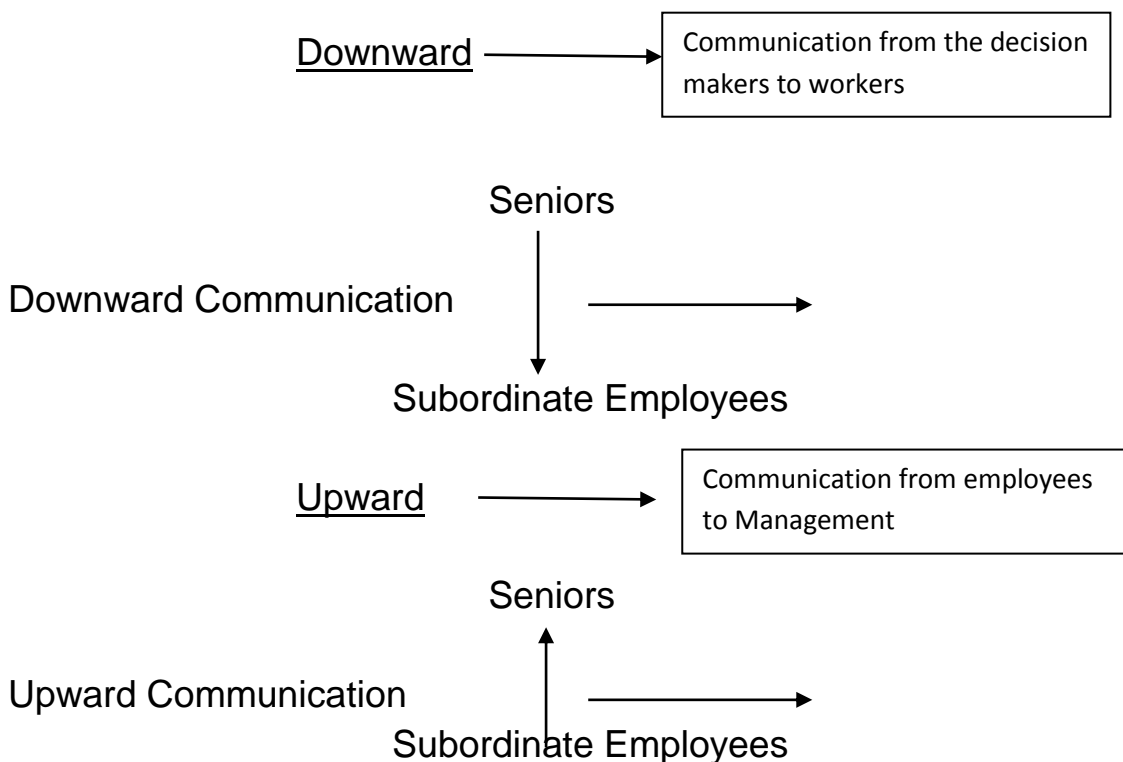 Downward
Communication from the decision
makers to workers
Seniors
Downward Communication
Subordinate Employees
Upward
Communication from employees
to Management
Seniors
Upward Communication
Subordinate Employees